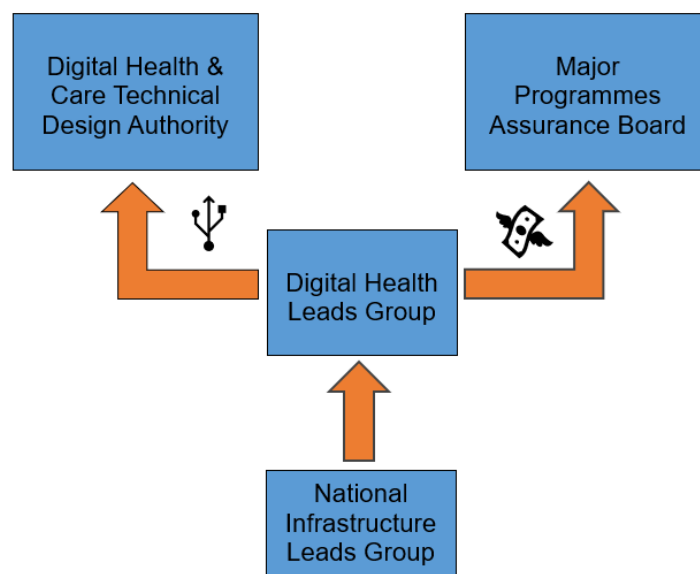 Digital Health &
Care Technical
Design Authority
Major
Programmes
Assurance Board
Digital Health
Leads Group
National
Infrastructure
Leads Group